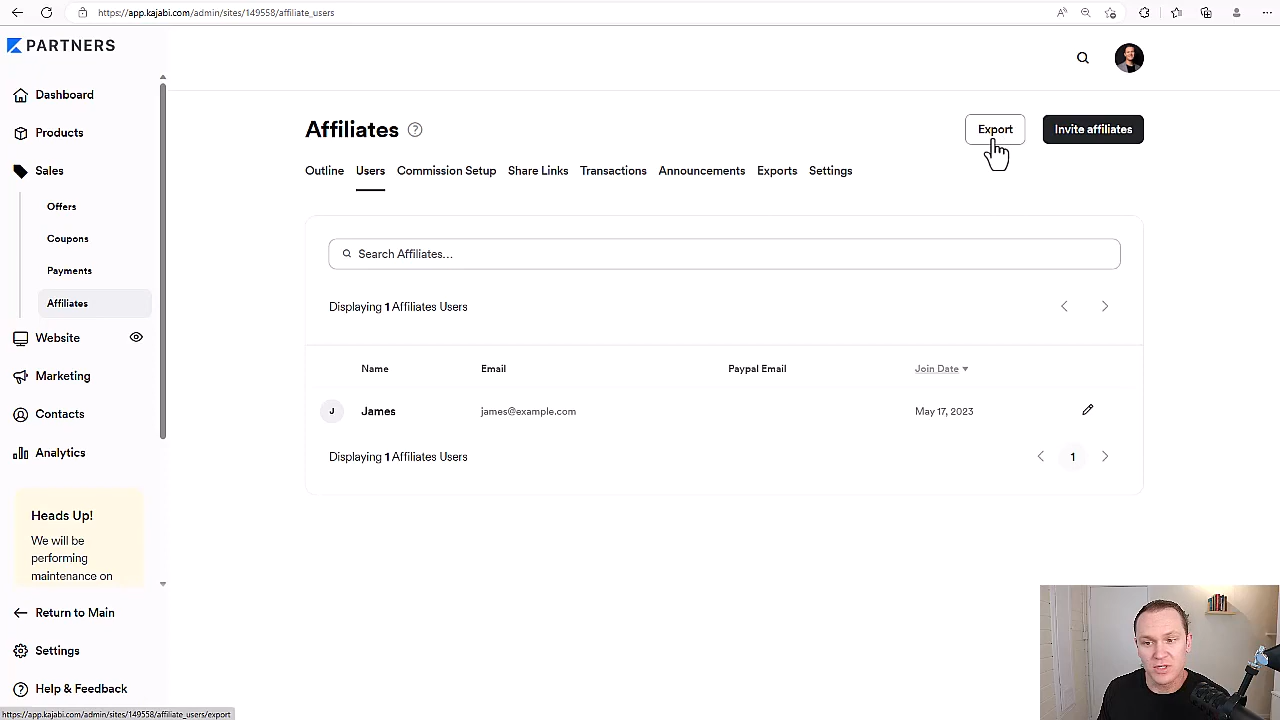 https://app.kajabi.com/admin/sites/149558/affiliate_users
PARTNERS
Dashboard
Products
Sales
Offers
Coupons
Payments
Affiliates
Website
Marketing
Contacts
Analytics
Heads Up!
We will be
performing
maintenance on
Return to Main
Settings
Help & Feedback
https://app.kajabi.com/admin/sites/149558/affiliate_users/export
Affiliates ?
Export
Invite affiliates
Outline Users Commission Setup Share Links Transactions Announcements Exports Settings
Search Affiliates...
Displaying 1 Affiliates Users
Name Email Paypal Email Join Date
J James james@example.com May 17, 2023
Displaying 1 Affiliates Users
1